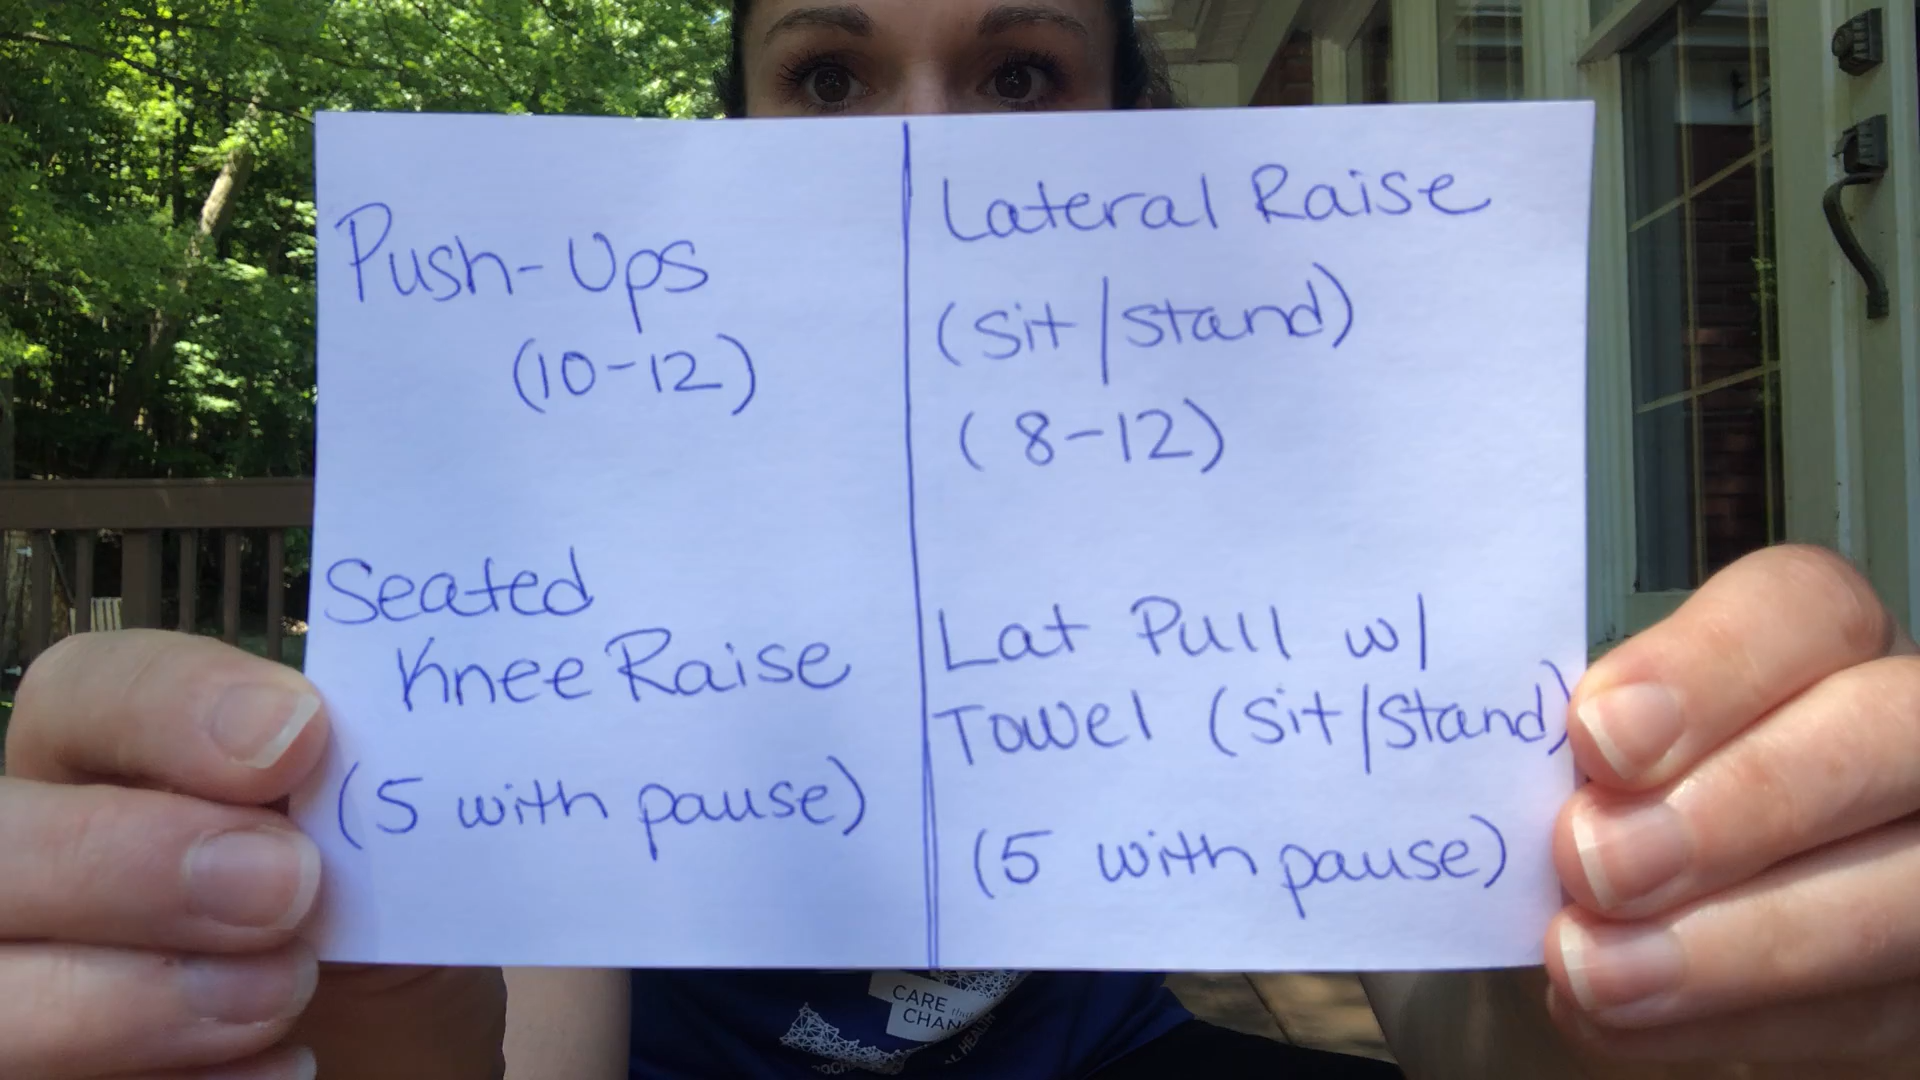 Push-Ups
(10-12)
Seated
Knee Raise
(5 with pause)
Lateral Raise
(Sit/Stand)
(8-12)
Lat Pull w/
Towel (Sit/Stand)
(5 with pause)
CARE